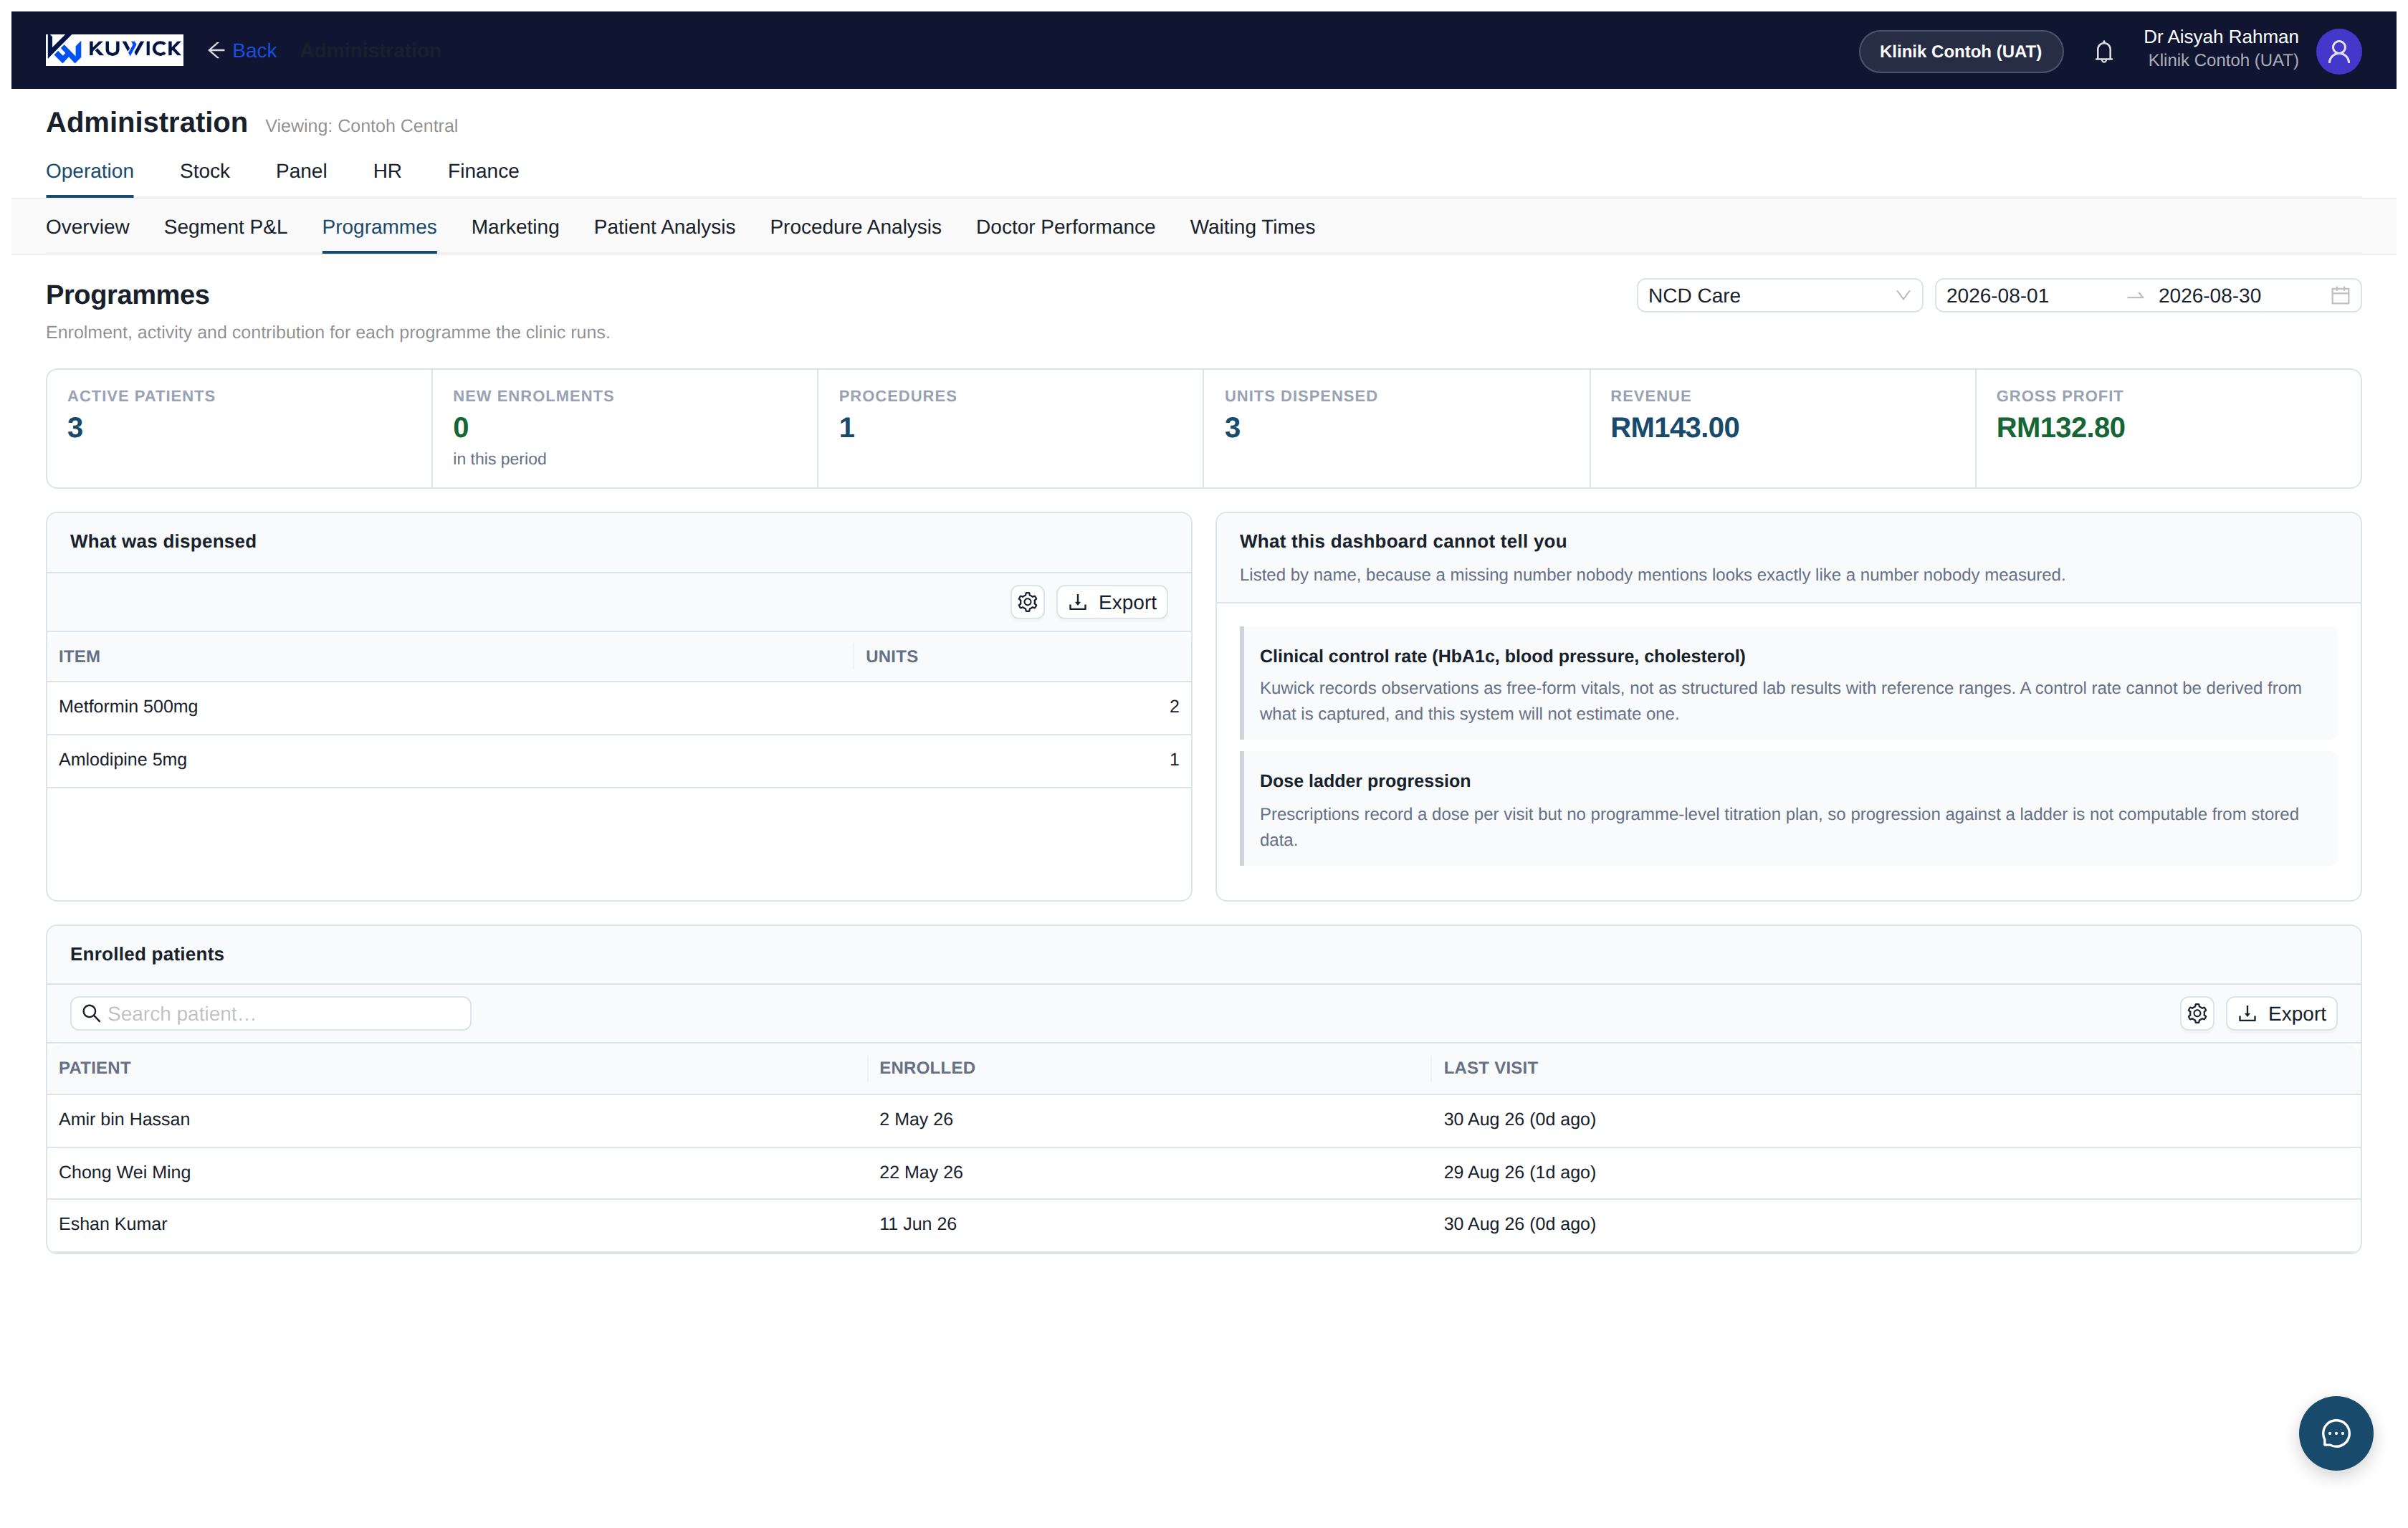 KUWICK
Back
Administration
Klinik Contoh (UAT)
Dr Aisyah Rahman
Klinik Contoh (UAT)
Administration
Viewing: Contoh Central
Operation
Stock
Panel
HR
Finance
Overview
Segment P&L
Programmes
Marketing
Patient Analysis
Procedure Analysis
Doctor Performance
Waiting Times
Programmes
NCD Care
2026-08-01
2026-08-30
Enrolment, activity and contribution for each programme the clinic runs.
ACTIVE PATIENTS
3
NEW ENROLMENTS
0
in this period
PROCEDURES
1
UNITS DISPENSED
3
REVENUE
RM143.00
GROSS PROFIT
RM132.80
What was dispensed
Export
ITEM
UNITS
Metformin 500mg
2
Amlodipine 5mg
1
What this dashboard cannot tell you
Listed by name, because a missing number nobody mentions looks exactly like a number nobody measured.
Clinical control rate (HbA1c, blood pressure, cholesterol)
Kuwick records observations as free-form vitals, not as structured lab results with reference ranges. A control rate cannot be derived from
what is captured, and this system will not estimate one.
Dose ladder progression
Prescriptions record a dose per visit but no programme-level titration plan, so progression against a ladder is not computable from stored
data.
Enrolled patients
Search patient…
Export
PATIENT
ENROLLED
LAST VISIT
Amir bin Hassan
2 May 26
30 Aug 26 (0d ago)
Chong Wei Ming
22 May 26
29 Aug 26 (1d ago)
Eshan Kumar
11 Jun 26
30 Aug 26 (0d ago)